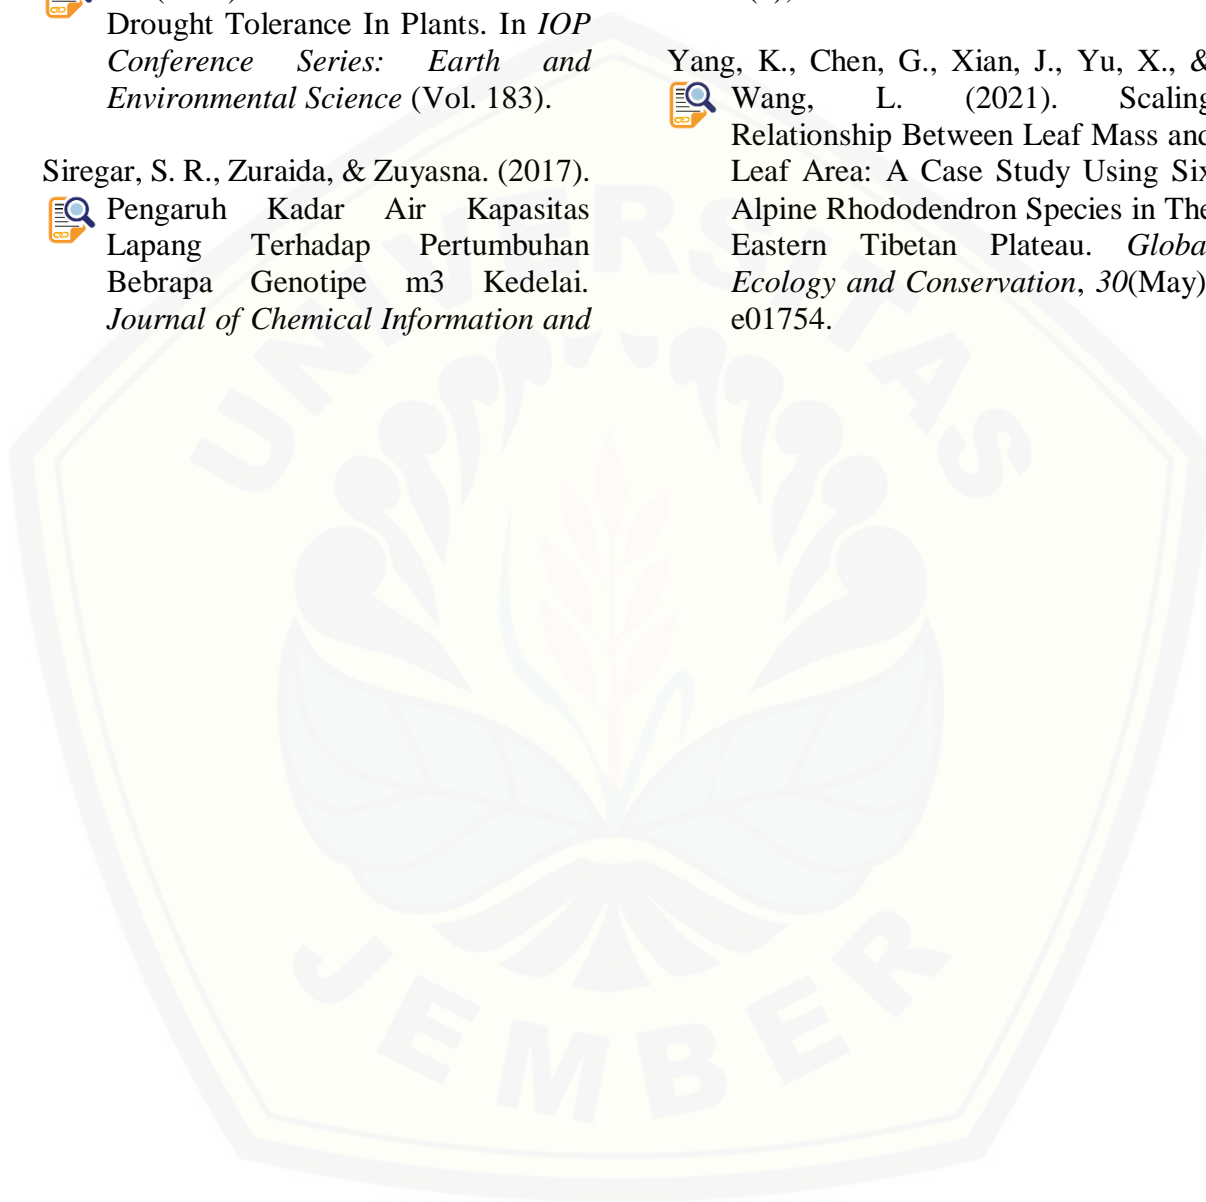 Drought Tolerance In Plants. In IOP
Conference Series: Earth and
Environmental Science (Vol. 183).
Siregar, S. R., Zuraida, & Zuyasna. (2017).
Pengaruh Kadar Air Kapasitas
Lapang Terhadap Pertumbuhan
Bebrapa Genotipe m3 Kedelai.
Journal of Chemical Information and
Yang, K., Chen, G., Xian, J., Yu, X., &
Wang, L. (2021). Scaling
Relationship Between Leaf Mass and
Leaf Area: A Case Study Using Six
Alpine Rhododendron Species in The
Eastern Tibetan Plateau. Globa
Ecology and Conservation, 30(May)
e01754.
UNIVERSITAS
JEMBER